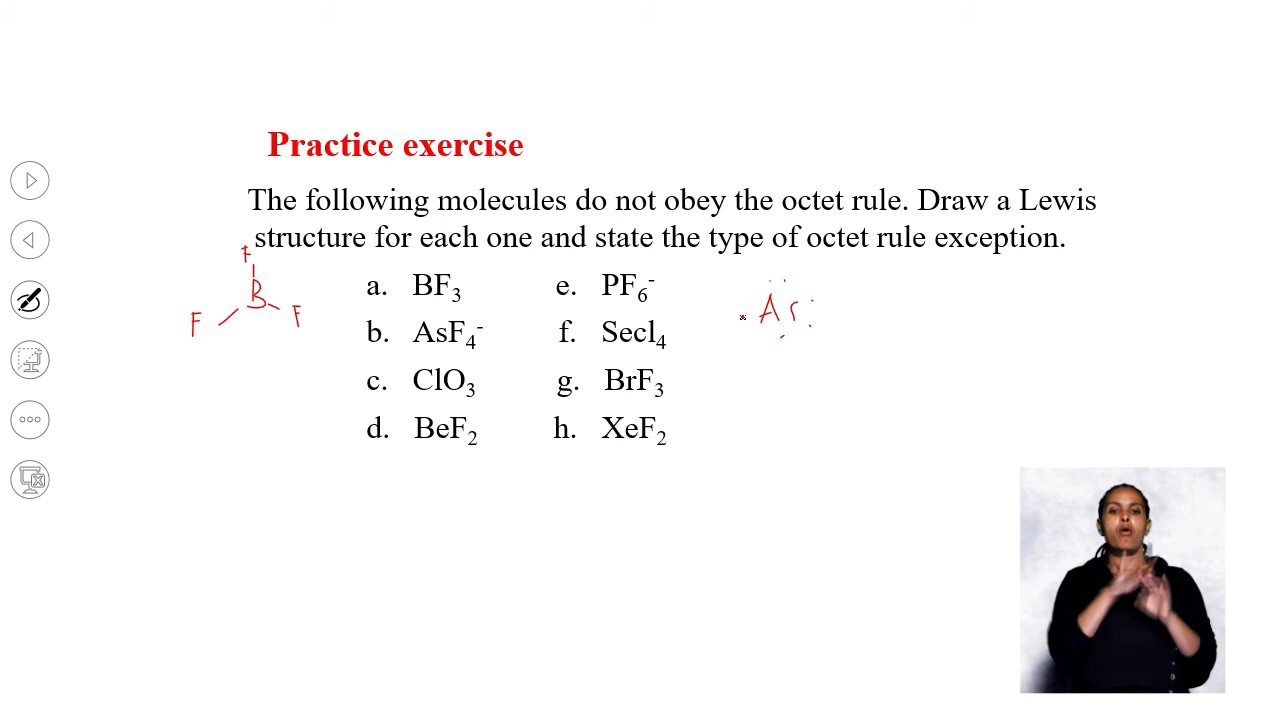 Practice exercise
The following molecules do not obey the octet rule. Draw a Lewis
structure for each one and state the type of octet rule exception.
F
B
F F
a. BF₃
b. AsF₄⁻
c. ClO₃
d. BeF₂
e. PF₆⁻
f. Secl₄
g. BrF₃
h. XeF₂